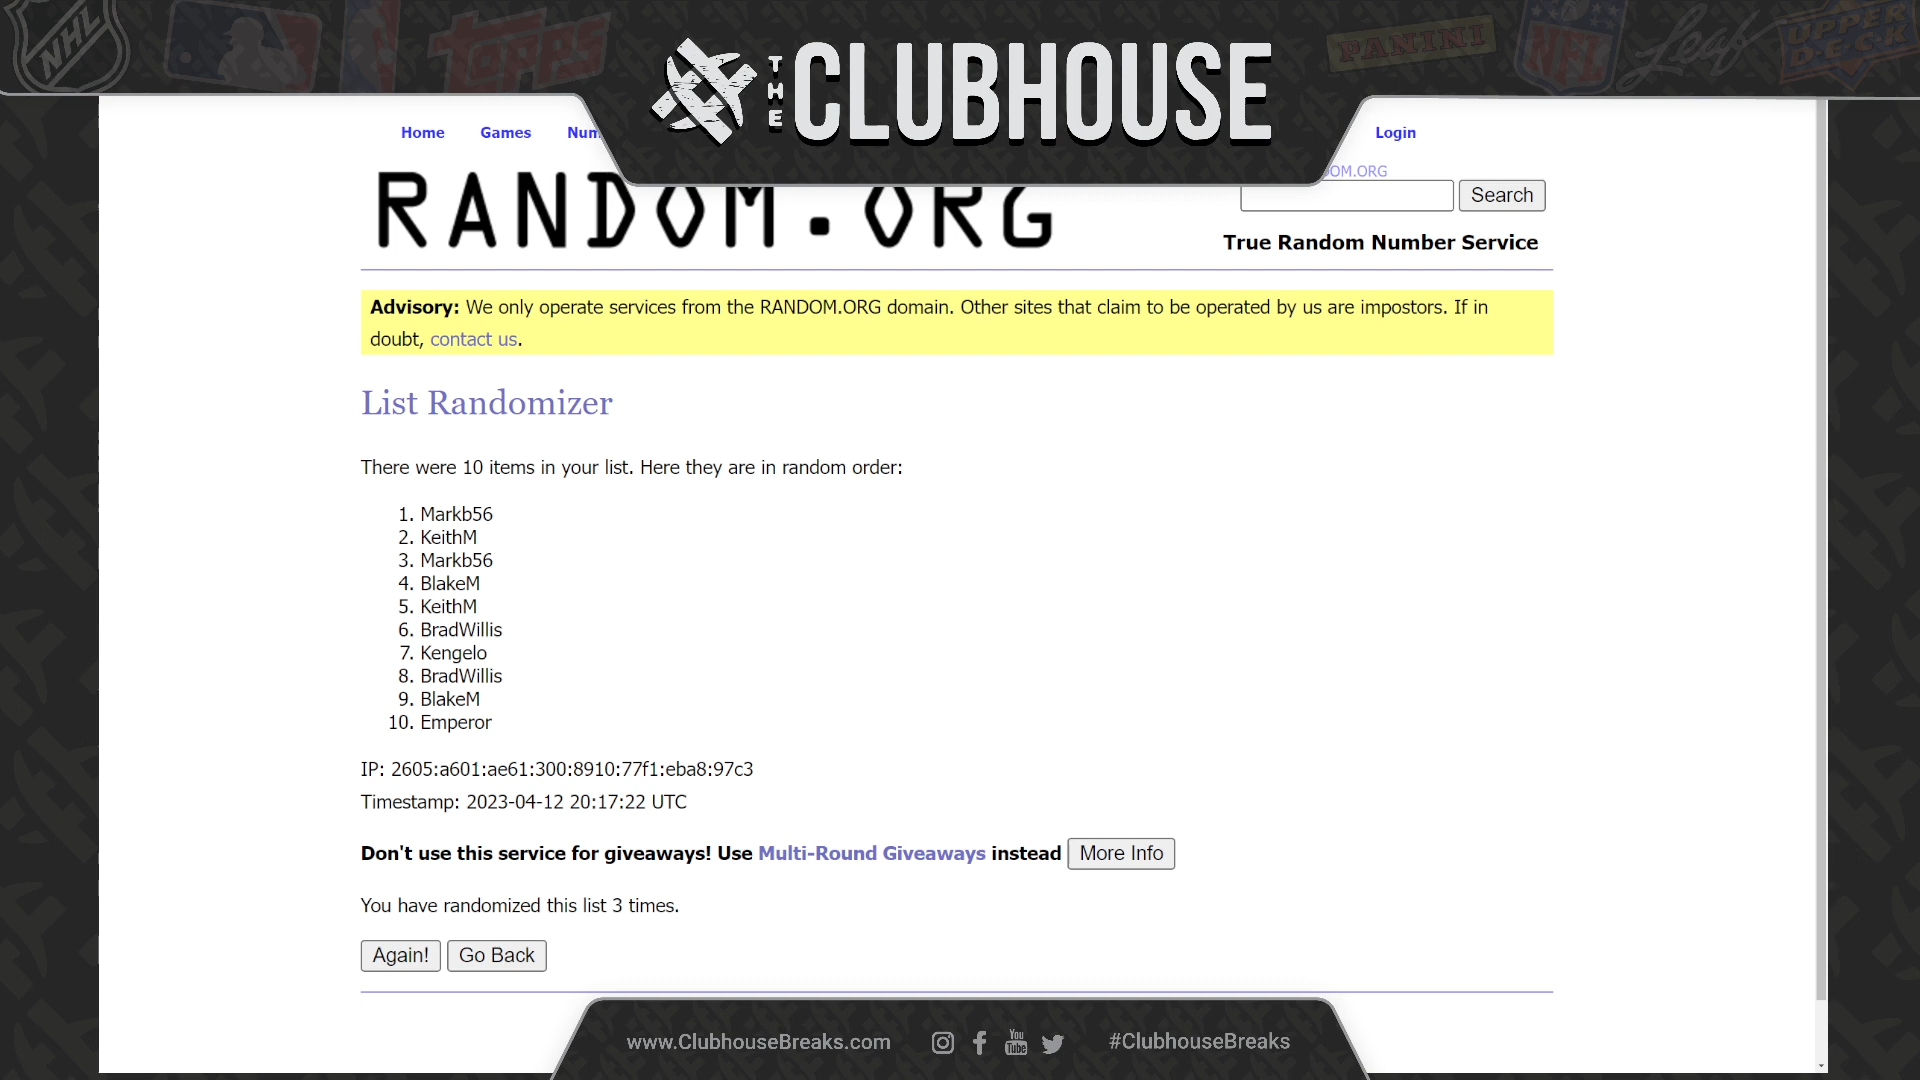 NHL
TOPPS
THE CLUBHOUSE
PANINI
NFL
Leaf
UPPER DECK
Home
Games
Num
Login
DOM.ORG
RANDOM.ORG
Search
True Random Number Service
Advisory: We only operate services from the RANDOM.ORG domain. Other sites that claim to be operated by us are impostors. If in
doubt, contact us.
List Randomizer
There were 10 items in your list. Here they are in random order:
1. Markb56
2. KeithM
3. Markb56
4. BlakeM
5. KeithM
6. BradWillis
7. Kengelo
8. BradWillis
9. BlakeM
10. Emperor
IP: 2605:a601:ae61:300:8910:77f1:eba8:97c3
Timestamp: 2023-04-12 20:17:22 UTC
Don't use this service for giveaways! Use Multi-Round Giveaways instead More Info
You have randomized this list 3 times.
Again! Go Back
www.ClubhouseBreaks.com
You Tube
#ClubhouseBreaks